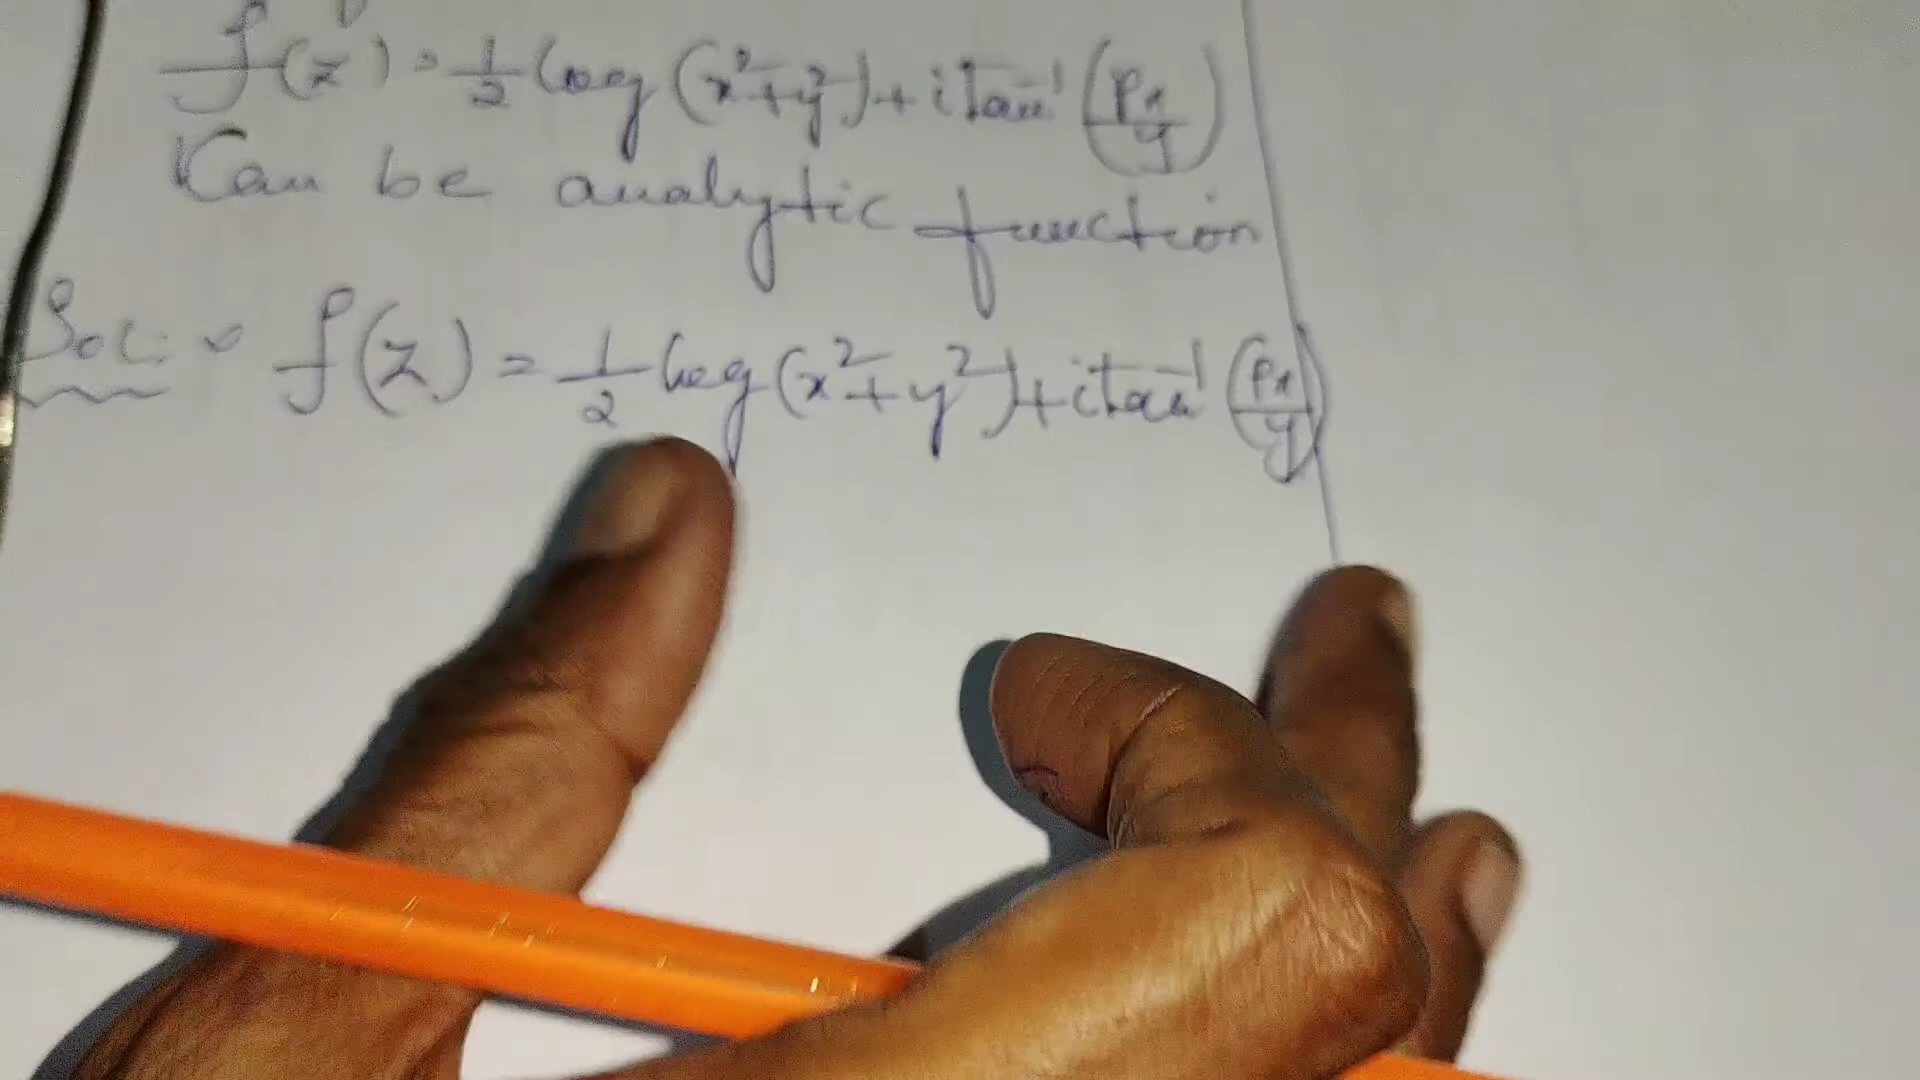 f(z) = 1/2 log (x²+y²) + i tan⁻¹ (px/y)
Can be analytic function
Sol: f(z) = 1/2 log (x²+y²) + i tan⁻¹ (px/y)